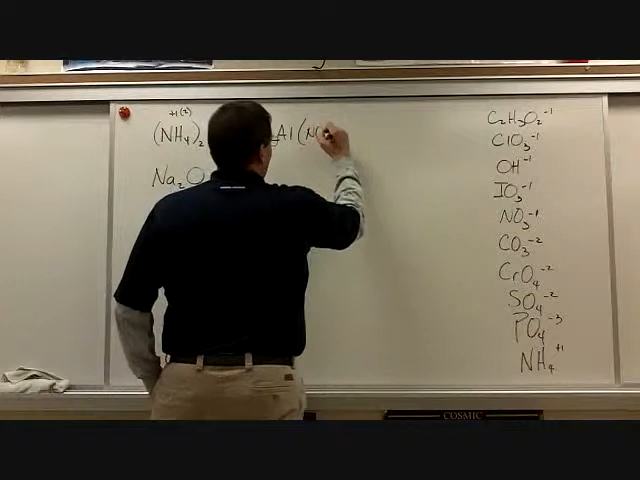 +1(2)
(NH₄)₂ Al(N
Na₂O
C₂H₃O₂⁻¹
ClO₃⁻¹
OH⁻¹
IO₃⁻¹
NO₃⁻¹
CO₃⁻²
CrO₄⁻²
SO₄⁻²
PO₄⁻³
NH₄⁺¹
COSMIC